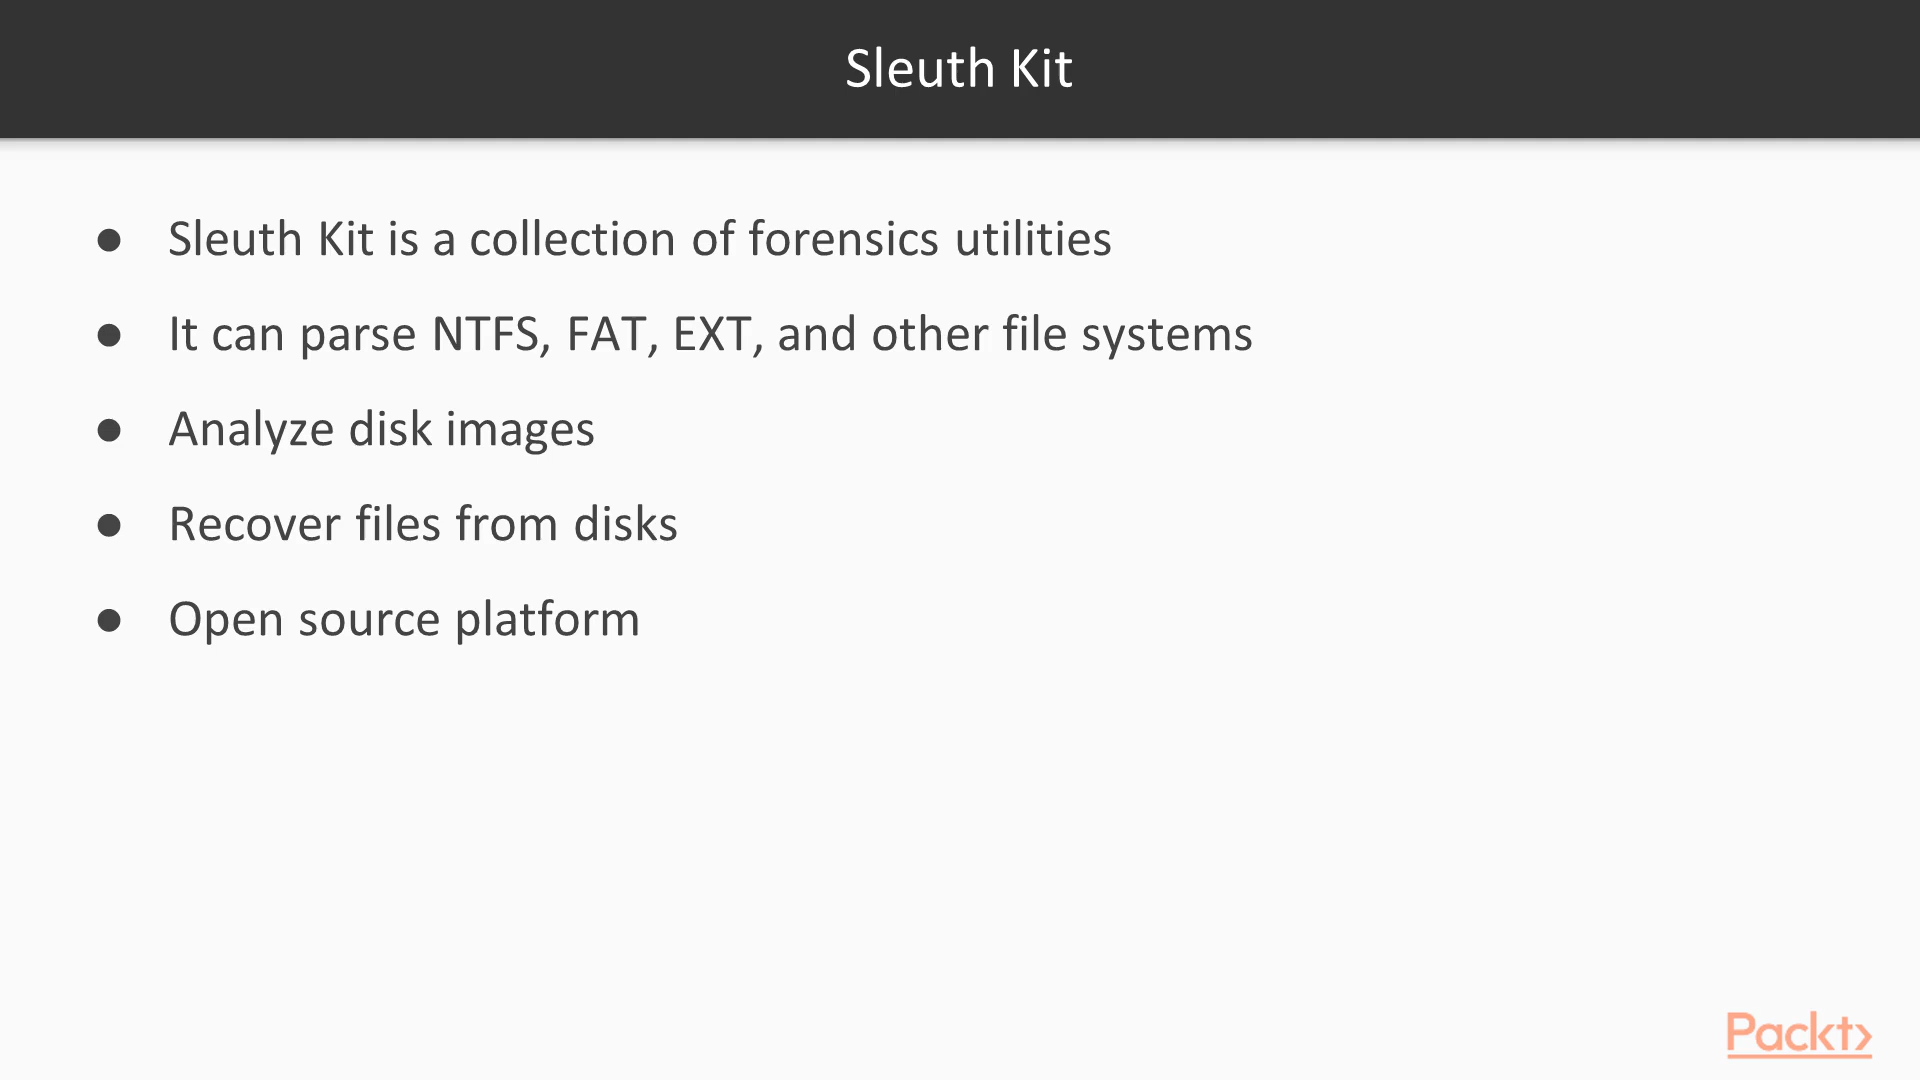 Sleuth Kit
● Sleuth Kit is a collection of forensics utilities
● It can parse NTFS, FAT, EXT, and other file systems
● Analyze disk images
● Recover files from disks
● Open source platform
Packt>